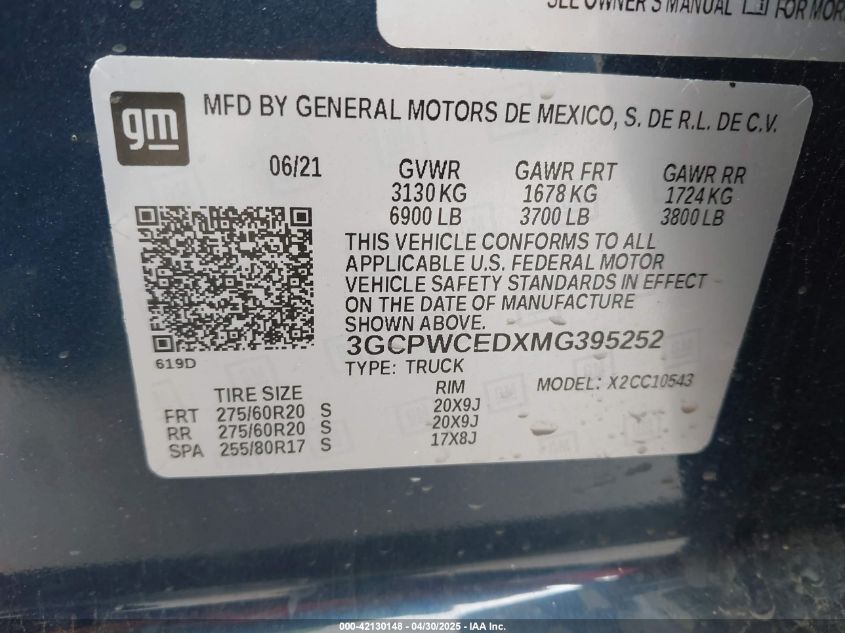 SEE OWNER'S MANUAL FOR MOR
gm
MFD BY GENERAL MOTORS DE MEXICO, S. DE R.L. DE C.V.
06/21 GVWR GAWR FRT GAWR RR
3130 KG 1678 KG 1724 KG
6900 LB 3700 LB 3800 LB
THIS VEHICLE CONFORMS TO ALL
APPLICABLE U.S. FEDERAL MOTOR
VEHICLE SAFETY STANDARDS IN EFFECT
ON THE DATE OF MANUFACTURE
SHOWN ABOVE.
3GCPWCEDXMG395252
619D
TYPE: TRUCK
MODEL: X2CC10543
TIRE SIZE RIM
FRT 275/60R20 S 20X9J
RR 275/60R20 S 20X9J
SPA 255/80R17 S 17X8J
000-42130148 - 04/30/2025 - IAA Inc.